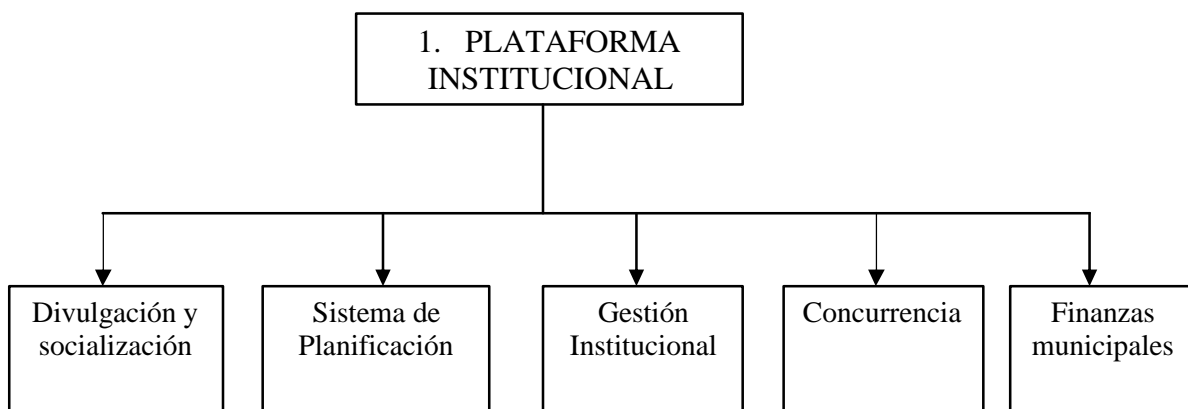 1. PLATAFORMA
INSTITUCIONAL
Divulgación y
socialización
Sistema de
Planificación
Gestión
Institucional
Concurrencia
Finanzas
municipales